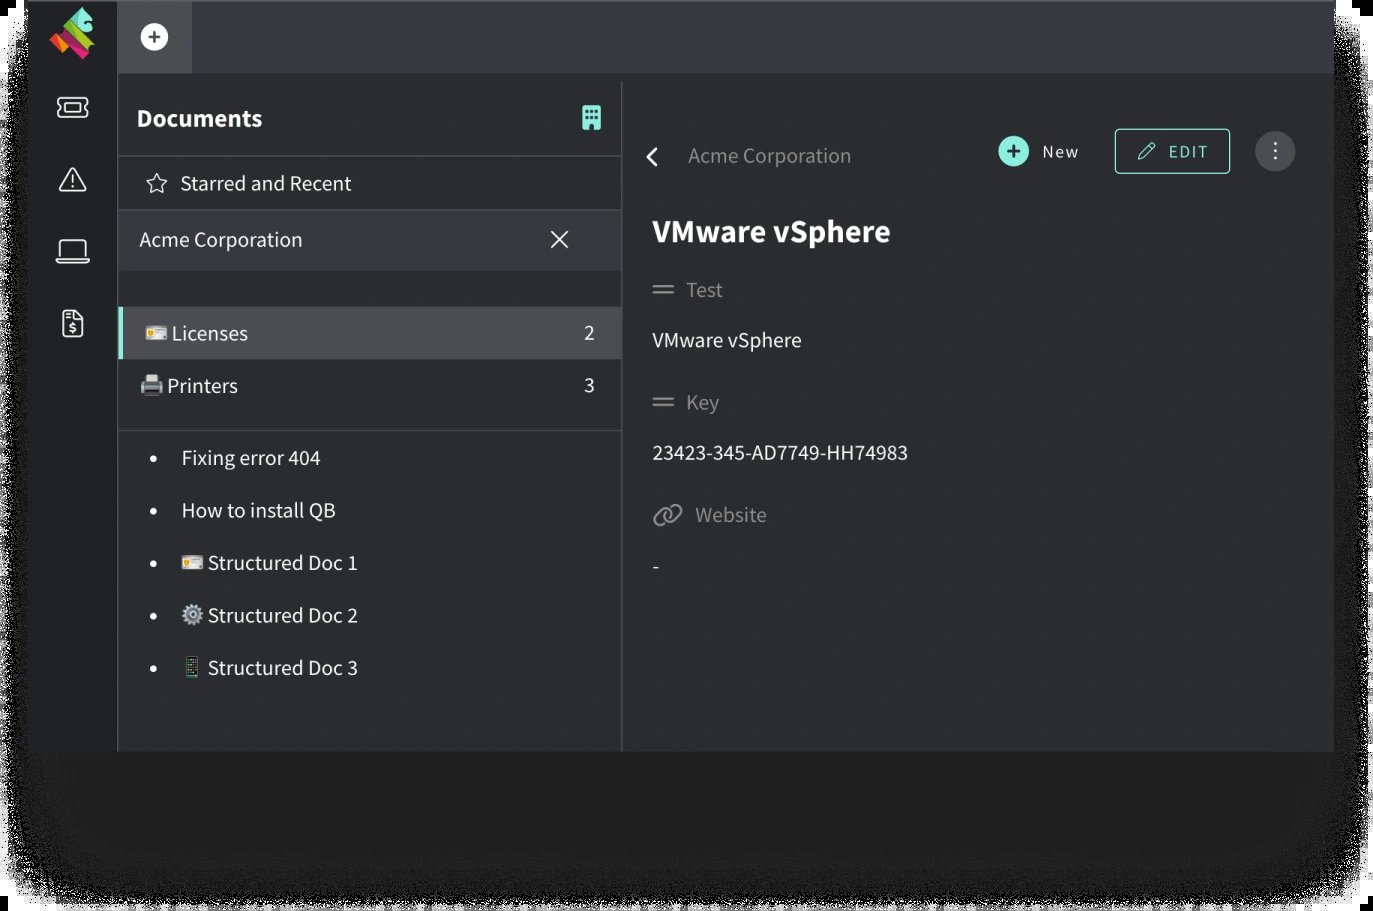 Documents
Starred and Recent
Acme Corporation
Licenses 2
Printers 3
Fixing error 404
How to install QB
Structured Doc 1
Structured Doc 2
Structured Doc 3
Acme Corporation
New
EDIT
VMware vSphere
Test
VMware vSphere
Key
23423-345-AD7749-HH74983
Website
-